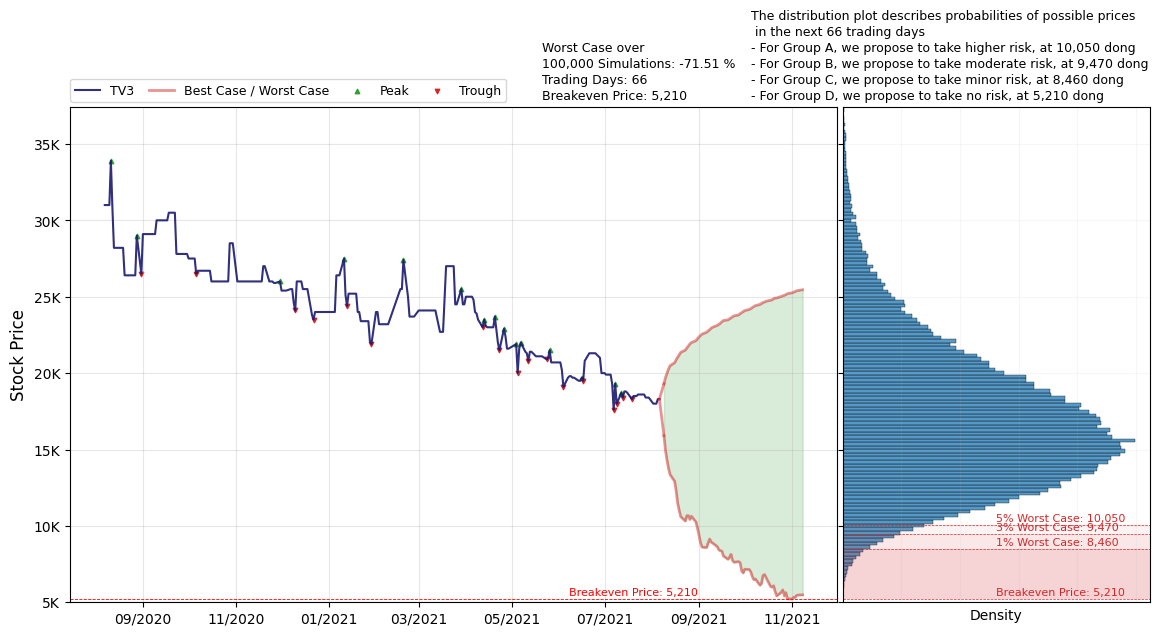 The distribution plot describes probabilities of possible prices
in the next 66 trading days
- For Group A, we propose to take higher risk, at 10,050 dong
- For Group B, we propose to take moderate risk, at 9,470 dong
- For Group C, we propose to take minor risk, at 8,460 dong
- For Group D, we propose to take no risk, at 5,210 dong
Worst Case over
100,000 Simulations: -71.51 %
Trading Days: 66
Breakeven Price: 5,210
TV3
Best Case / Worst Case
Peak
Trough
Stock Price
35K
30K
25K
20K
15K
10K
5K
Breakeven Price: 5,210
09/2020
11/2020
01/2021
03/2021
05/2021
07/2021
09/2021
11/2021
5% Worst Case: 10,050
3% Worst Case: 9,470
1% Worst Case: 8,460
Breakeven Price: 5,210
Density